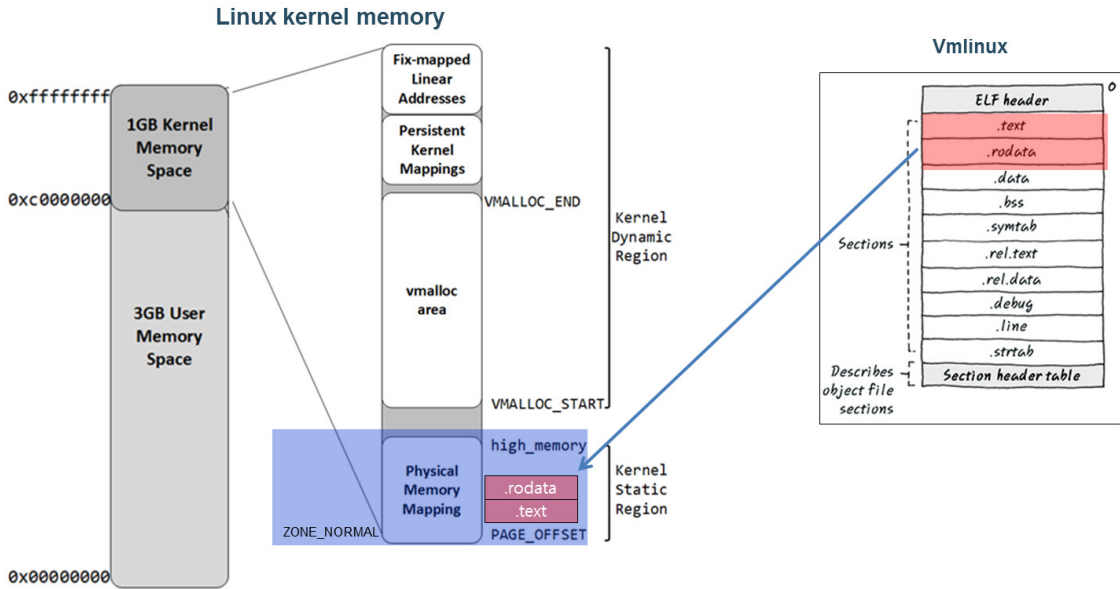 Linux kernel memory
0xffffffff
1GB Kernel
Memory
Space
0xc0000000
3GB User
Memory
Space
0x00000000
Fix-mapped
Linear
Addresses
Persistent
Kernel
Mappings
VMALLOC_END
vmalloc
area
VMALLOC_START
Kernel
Dynamic
Region
high_memory
Physical
Memory
Mapping
.rodata
.text
ZONE_NORMAL
PAGE_OFFSET
Kernel
Static
Region
Vmlinux
0
ELF header
.text
.rodata
.data
.bss
.symtab
.rel.text
.rel.data
.debug
.line
.strtab
Section header table
Sections
Describes
object file
sections